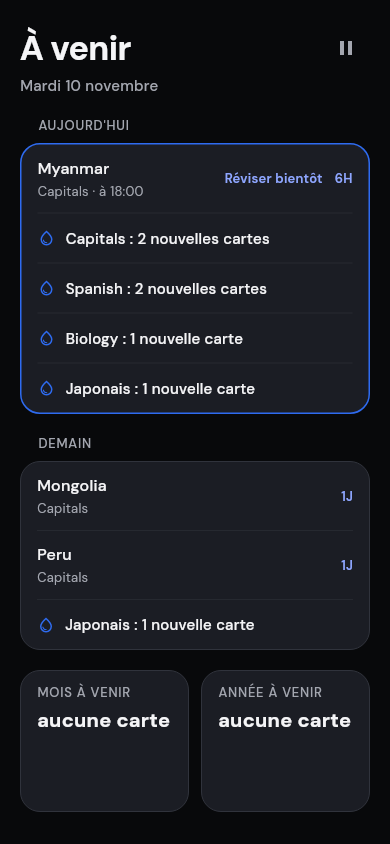 À venir
Mardi 10 novembre
AUJOURD'HUI
Myanmar
Capitals · à 18:00
Réviser bientôt 6H
Capitals : 2 nouvelles cartes
Spanish : 2 nouvelles cartes
Biology : 1 nouvelle carte
Japonais : 1 nouvelle carte
DEMAIN
Mongolia
Capitals
1J
Peru
Capitals
1J
Japonais : 1 nouvelle carte
MOIS À VENIR
aucune carte
ANNÉE À VENIR
aucune carte